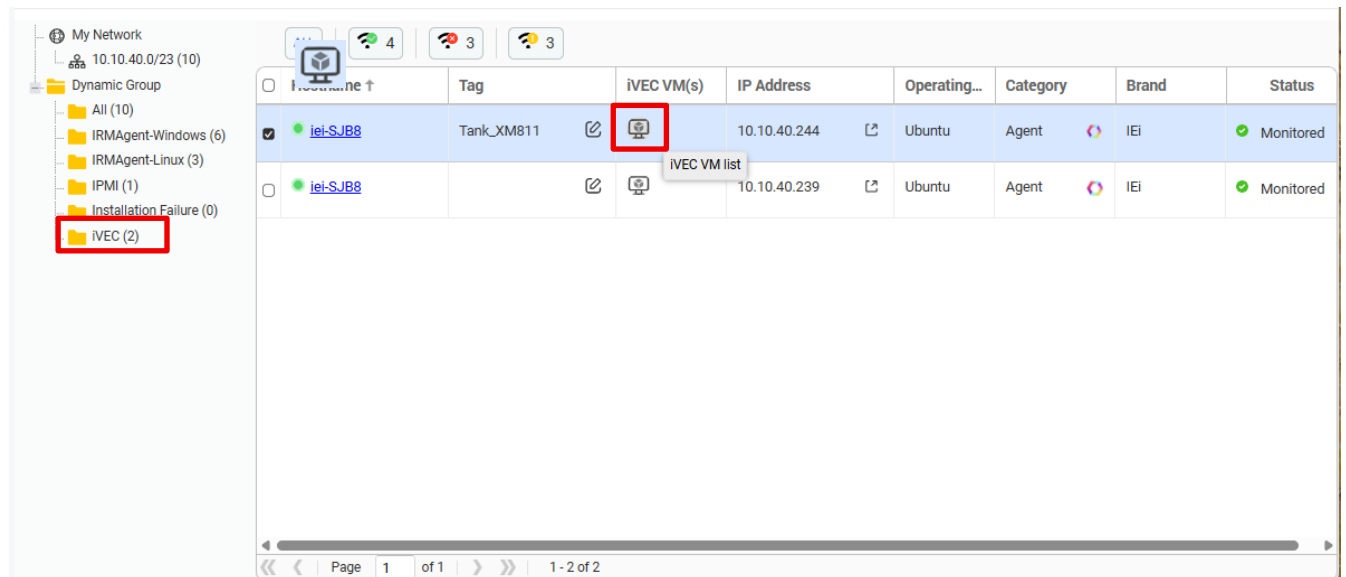 My Network
10.10.40.0/23 (10)
Dynamic Group
All (10)
IRMAgent-Windows (6)
IRMAgent-Linux (3)
IPMI (1)
Installation Failure (0)
iVEC (2)
4 3 3
Tag iVEC VM(s) IP Address Operating... Category Brand Status
iei-SJB8 Tank_XM811 10.10.40.244 Ubuntu Agent IEi Monitored
iVEC VM list
iei-SJB8 10.10.40.239 Ubuntu Agent IEi Monitored
Page 1 of 1 1 - 2 of 2